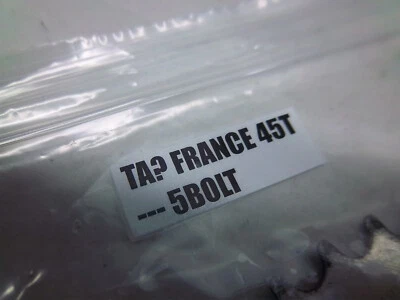 TA? FRANCE 45T
--- 5BOLT